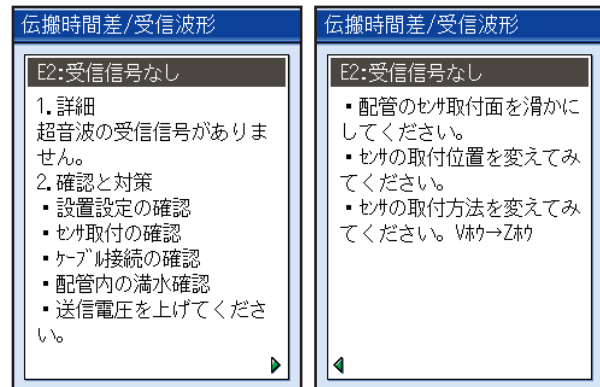 伝搬時間差/受信波形
E2:受信信号なし
1.詳細
超音波の受信信号がありま
せん。
2.確認と対策
▪設置設定の確認
▪ｾﾝｻ取付の確認
▪ｹｰﾌﾞﾙ接続の確認
▪配管内の満水確認
▪送信電圧を上げてくださ
い。
伝搬時間差/受信波形
E2:受信信号なし
▪配管のｾﾝｻ取付面を滑かに
してください。
▪ｾﾝｻの取付位置を変えてみ
てください。
▪ｾﾝｻの取付方法を変えてみ
てください。Vﾎｳ→Zﾎｳ